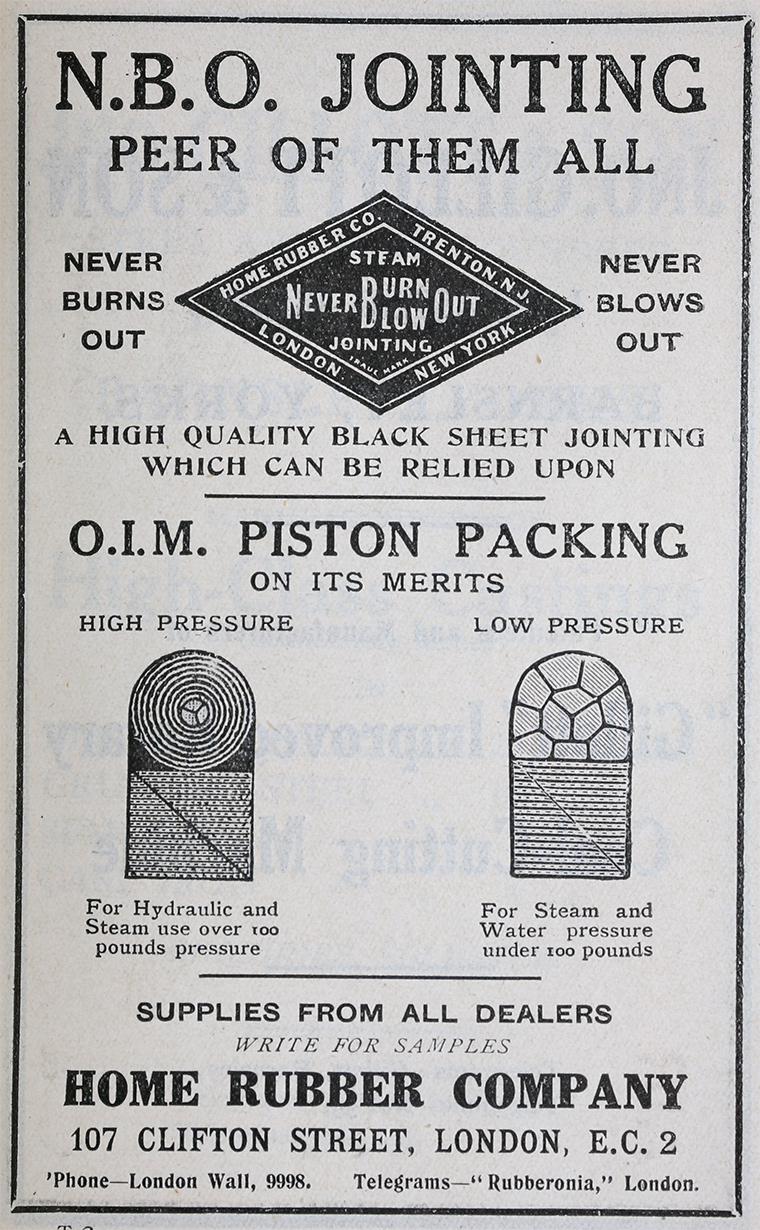 N.B.O. JOINTING
PEER OF THEM ALL
NEVER
BURNS
OUT
HOME RUBBER CO. TRENTON. N.J.
STEAM
NEVER BURN BLOW OUT
JOINTING
TRADE MARK
LONDON. NEW YORK.
NEVER
BLOWS
OUT
A HIGH QUALITY BLACK SHEET JOINTING
WHICH CAN BE RELIED UPON
O.I.M. PISTON PACKING
ON ITS MERITS
HIGH PRESSURE
For Hydraulic and
Steam use over 100
pounds pressure
LOW PRESSURE
For Steam and
Water pressure
under 100 pounds
SUPPLIES FROM ALL DEALERS
WRITE FOR SAMPLES
HOME RUBBER COMPANY
107 CLIFTON STREET, LONDON, E.C. 2
'Phone—London Wall, 9998. Telegrams—"Rubberonia," London.